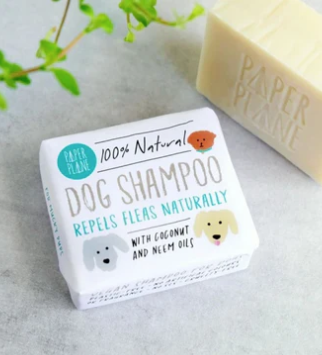 PAPER
PLANE
100% Natural
DOG SHAMPOO
REPELS FLEAS NATURALLY
WITH COCONUT
AND NEEM OILS
PAPER
PLANE